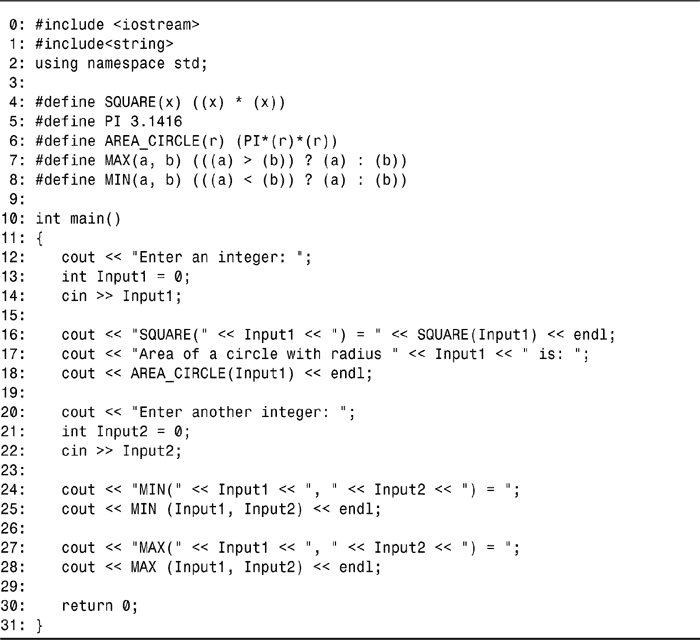 0: #include <iostream>
1: #include<string>
2: using namespace std;
3:
4: #define SQUARE(x) ((x) * (x))
5: #define PI 3.1416
6: #define AREA_CIRCLE(r) (PI*(r)*(r))
7: #define MAX(a, b) (((a) > (b)) ? (a) : (b))
8: #define MIN(a, b) (((a) < (b)) ? (a) : (b))
9:
10: int main()
11: {
12:    cout << "Enter an integer: ";
13:    int Input1 = 0;
14:    cin >> Input1;
15:
16:    cout << "SQUARE(" << Input1 << ") = " << SQUARE(Input1) << endl;
17:    cout << "Area of a circle with radius " << Input1 << " is: ";
18:    cout << AREA_CIRCLE(Input1) << endl;
19:
20:    cout << "Enter another integer: ";
21:    int Input2 = 0;
22:    cin >> Input2;
23:
24:    cout << "MIN(" << Input1 << ", " << Input2 << ") = ";
25:    cout << MIN (Input1, Input2) << endl;
26:
27:    cout << "MAX(" << Input1 << ", " << Input2 << ") = ";
28:    cout << MAX (Input1, Input2) << endl;
29:
30:    return 0;
31: }